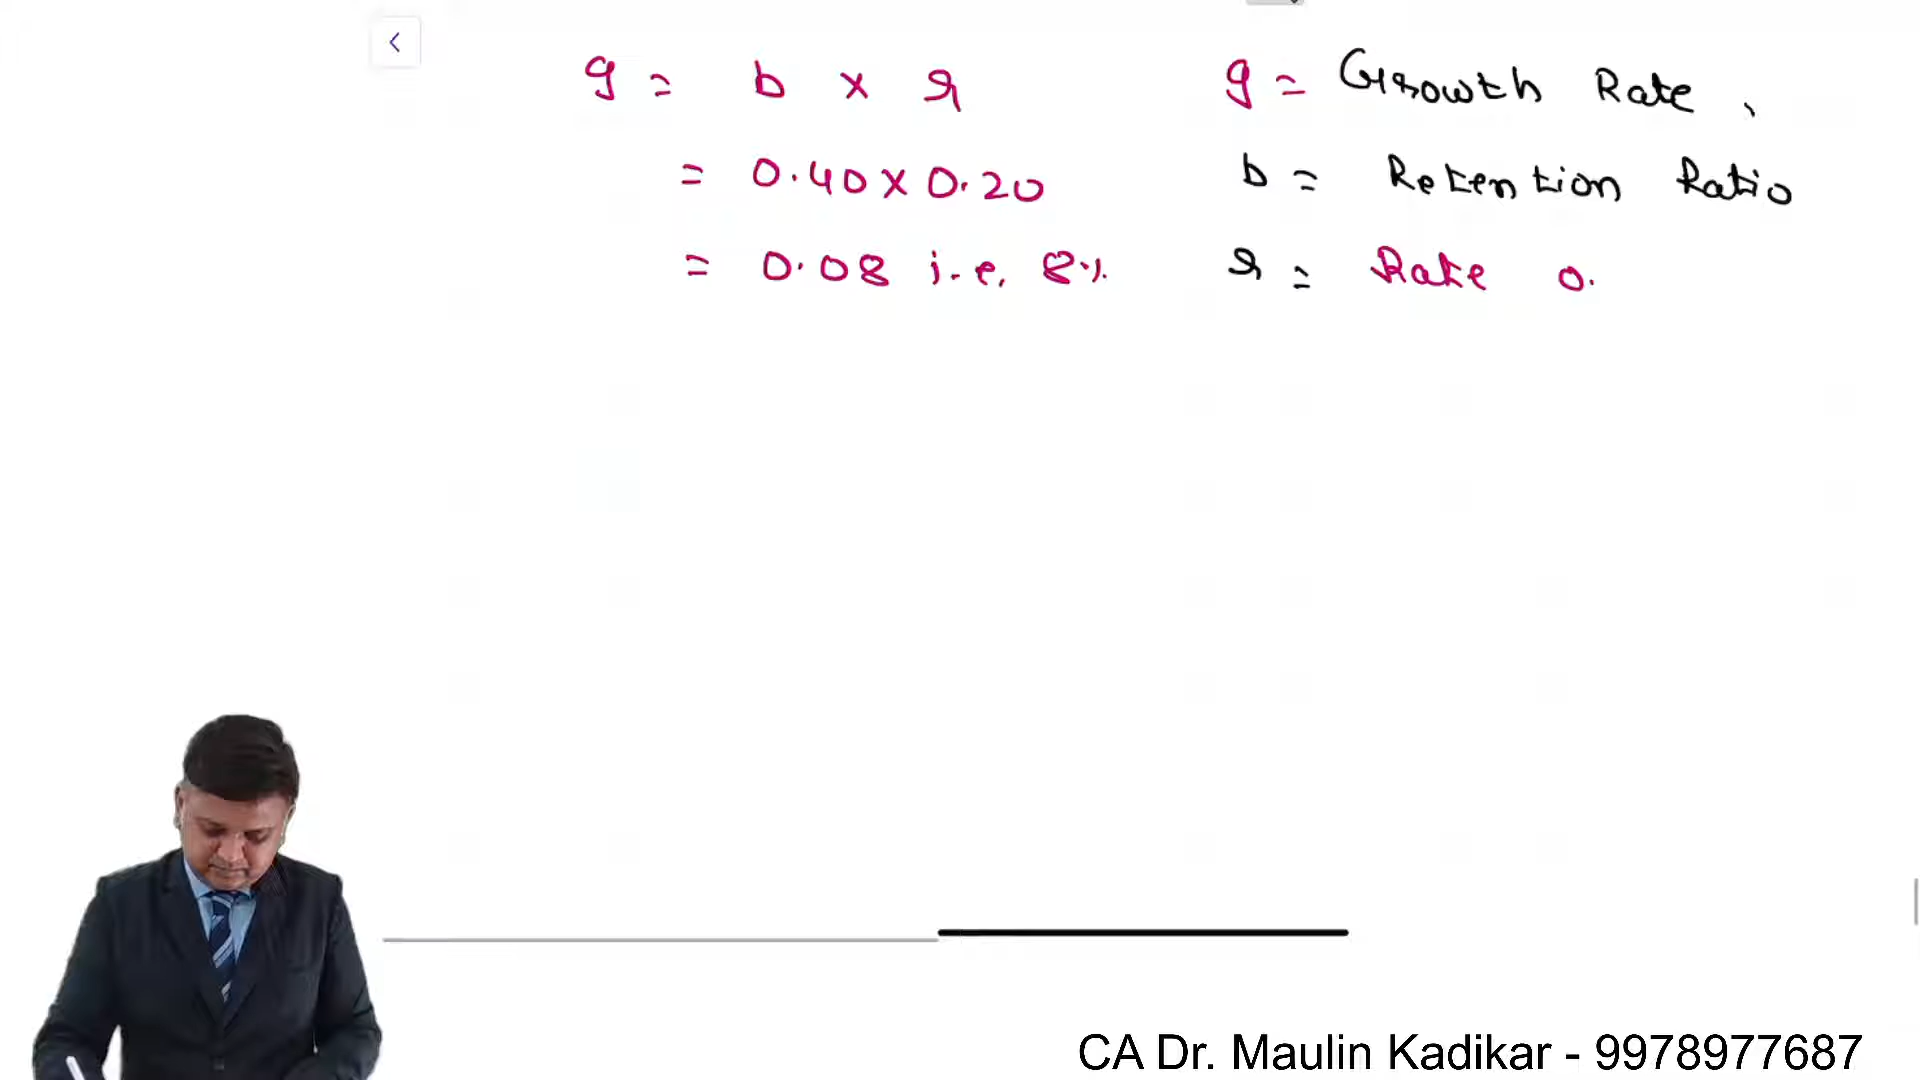 g = b x r
g = Growth Rate,
= 0.40 x 0.20
b = Retention Ratio
= 0.08 i.e. 8%
r = Rate o.
CA Dr. Maulin Kadikar - 9978977687